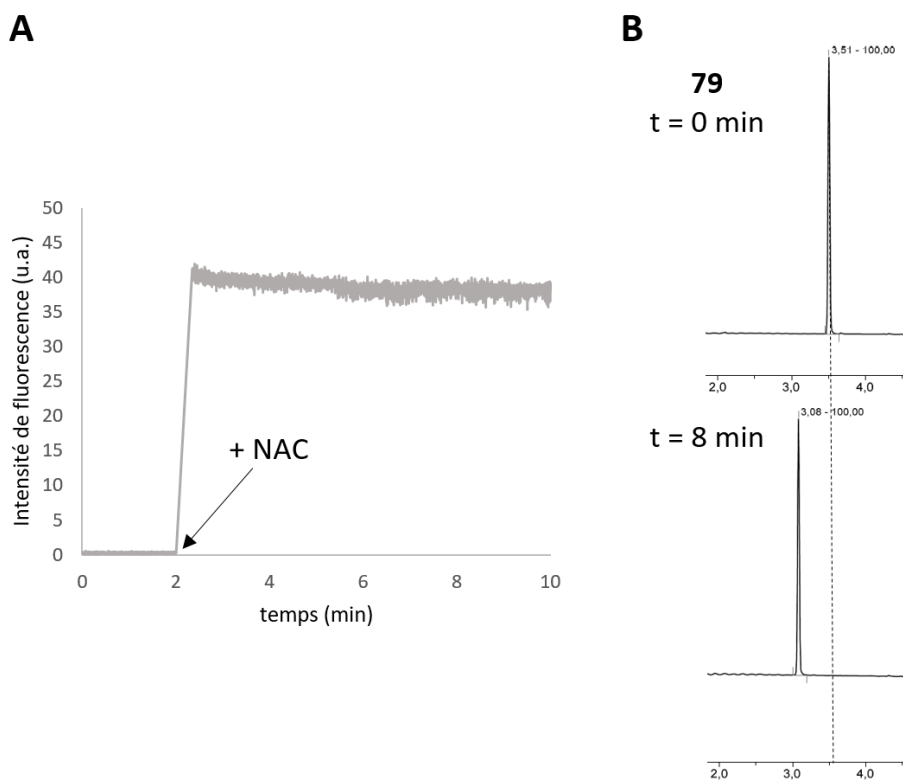 A
Intensité de fluorescence (u.a.)
50
45
40
35
30
25
20
15
10
5
0
+ NAC
0 2 4 6 8 10
temps (min)
B
3,51 - 100,00
79
t = 0 min
2,0 3,0 4,0
3,08 - 100,00
t = 8 min
2,0 3,0 4,0